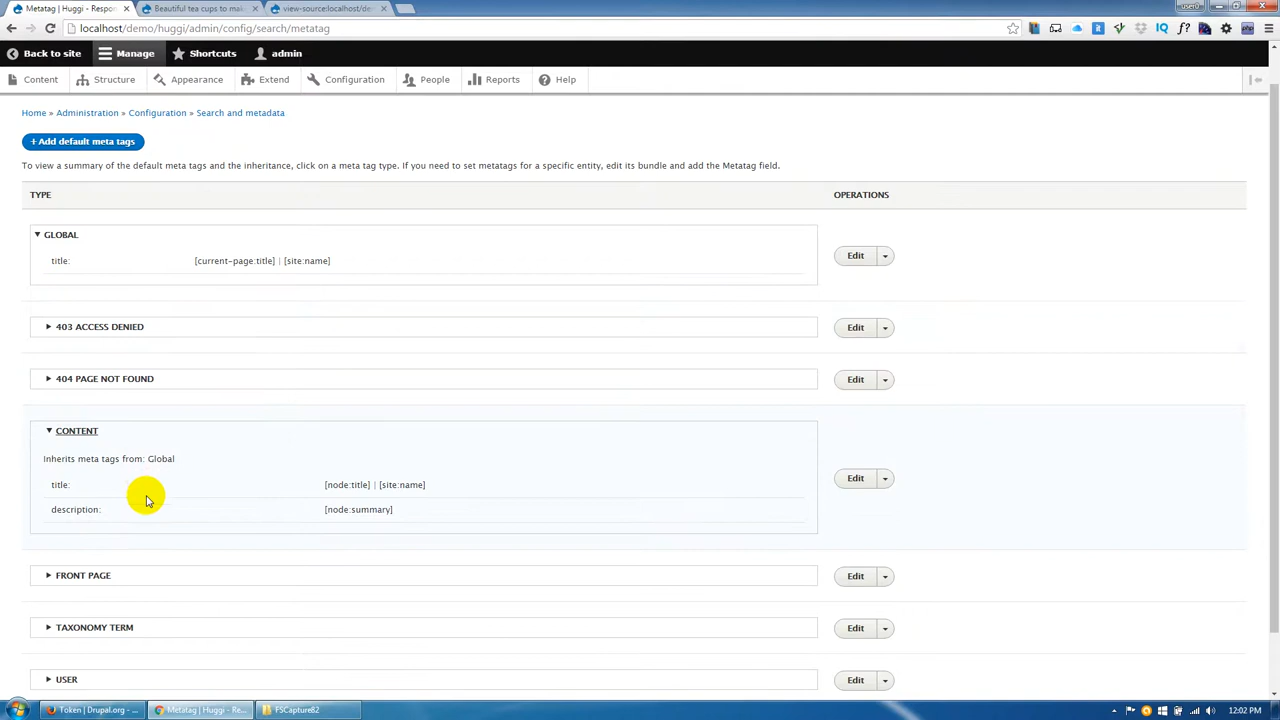 Metatag | Huggi - Respon
Beautiful tea cups to mak
view-source:localhost/de
user0
localhost/demo/huggi/admin/config/search/metatag
Back to site
Manage
Shortcuts
admin
Content
Structure
Appearance
Extend
Configuration
People
Reports
Help
Home » Administration » Configuration » Search and metadata
+ Add default meta tags
To view a summary of the default meta tags and the inheritance, click on a meta tag type. If you need to set metatags for a specific entity, edit its bundle and add the Metatag field.
TYPE
OPERATIONS
GLOBAL
title: [current-page:title] | [site:name]
Edit
403 ACCESS DENIED
Edit
404 PAGE NOT FOUND
Edit
CONTENT
Inherits meta tags from: Global
title: [node:title] | [site:name]
description: [node:summary]
Edit
FRONT PAGE
Edit
TAXONOMY TERM
Edit
USER
Edit
Token | Drupal.org - ...
Metatag | Huggi - Re...
FSCapture82
12:02 PM